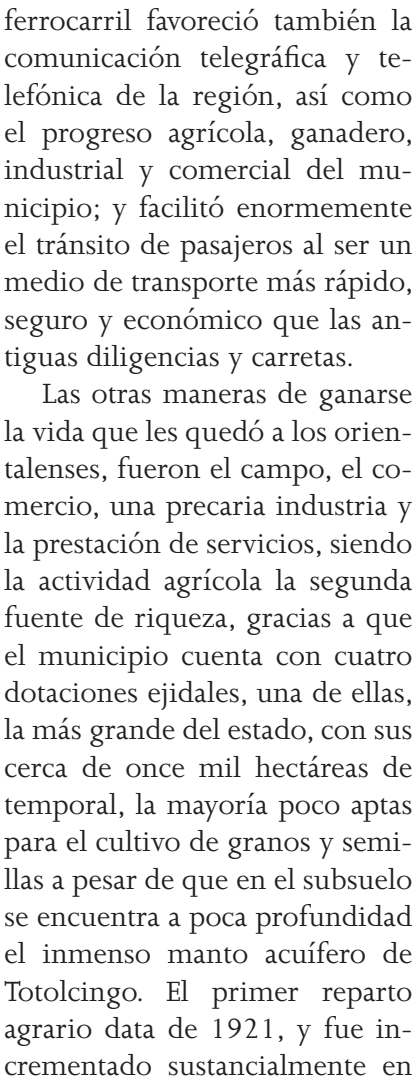 ferrocarril favoreció también la
comunicación telegráfica y te-
lefónica de la región, así como
el progreso agrícola, ganadero,
industrial y comercial del mu-
nicipio; y facilitó enormemente
el tránsito de pasajeros al ser un
medio de transporte más rápido,
seguro y económico que las an-
tiguas diligencias y carretas.
Las otras maneras de ganarse
la vida que les quedó a los orien-
talenses, fueron el campo, el co-
mercio, una precaria industria y
la prestación de servicios, siendo
la actividad agrícola la segunda
fuente de riqueza, gracias a que
el municipio cuenta con cuatro
dotaciones ejidales, una de ellas,
la más grande del estado, con sus
cerca de once mil hectáreas de
temporal, la mayoría poco aptas
para el cultivo de granos y semi-
llas a pesar de que en el subsuelo
se encuentra a poca profundidad
el inmenso manto acuífero de
Totolcingo. El primer reparto
agrario data de 1921, y fue in-
crementado sustancialmente en